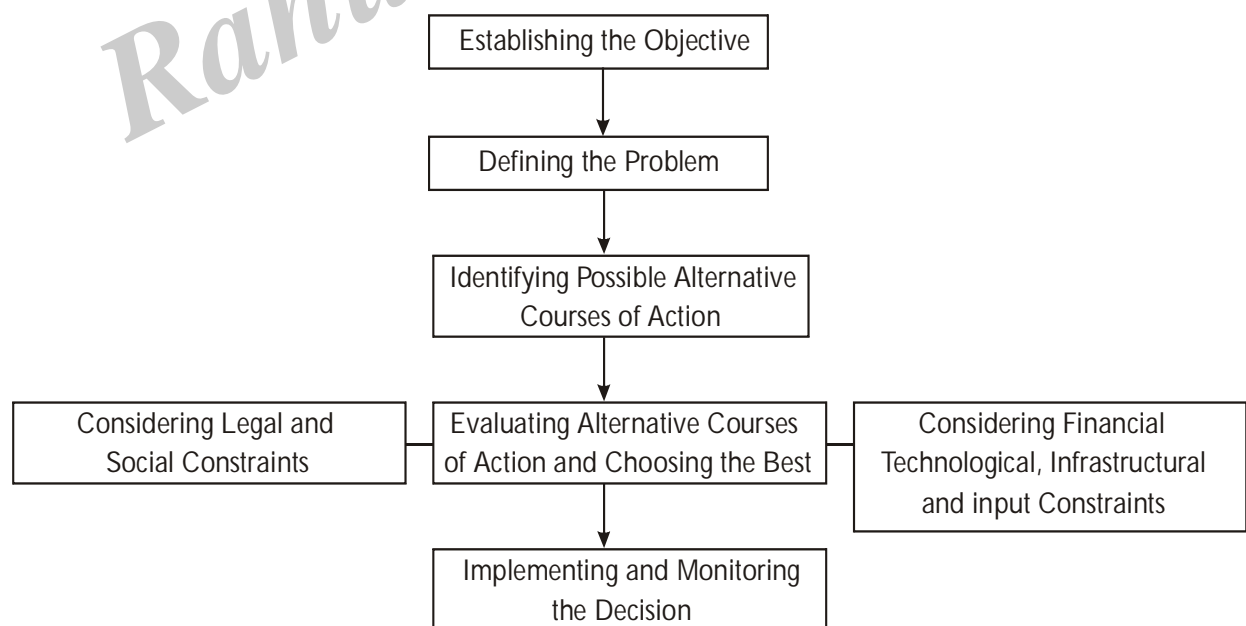 Establishing the Objective
Defining the Problem
Identifying Possible Alternative
Courses of Action
Considering Legal and
Social Constraints
Evaluating Alternative Courses
of Action and Choosing the Best
Considering Financial
Technological, Infrastructural
and input Constraints
Implementing and Monitoring
the Decision